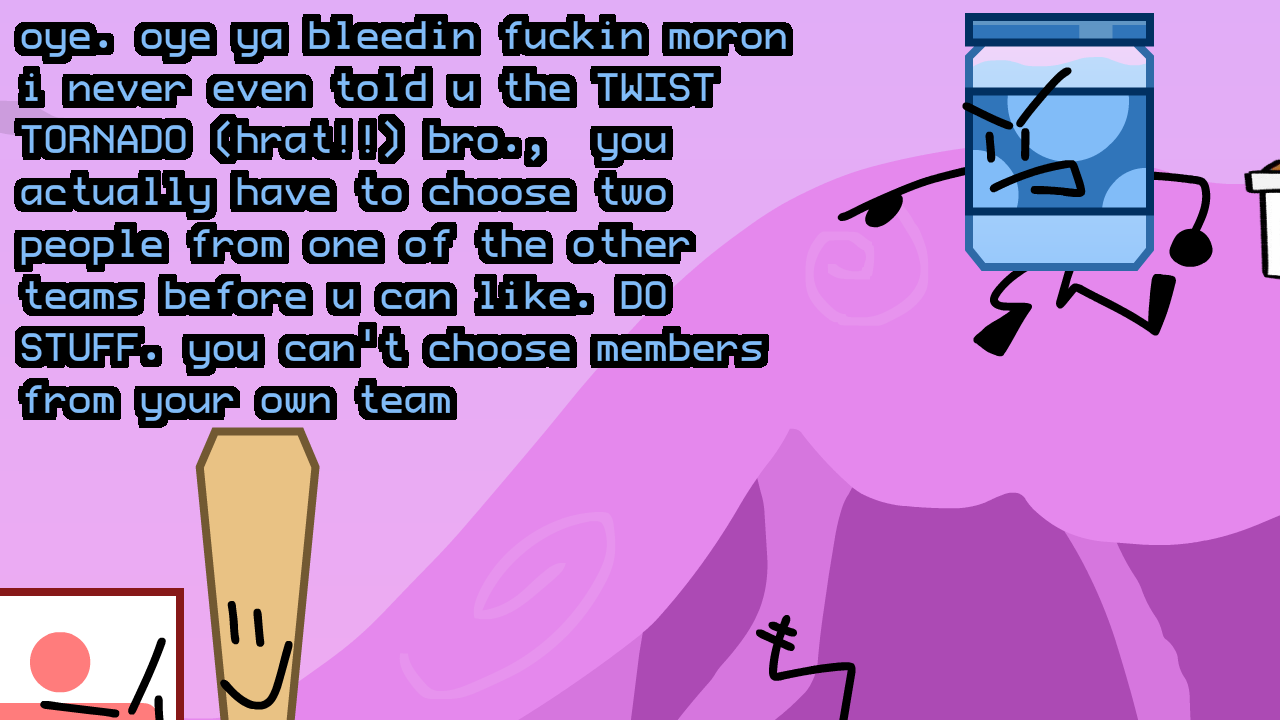 oye. oye ya bleedin fuckin moron
i never even told u the TWIST
TORNADO (hrat!!) bro.,  you
actually have to choose two
people from one of the other
teams before u can like. DO
STUFF. you can't choose members
from your own team